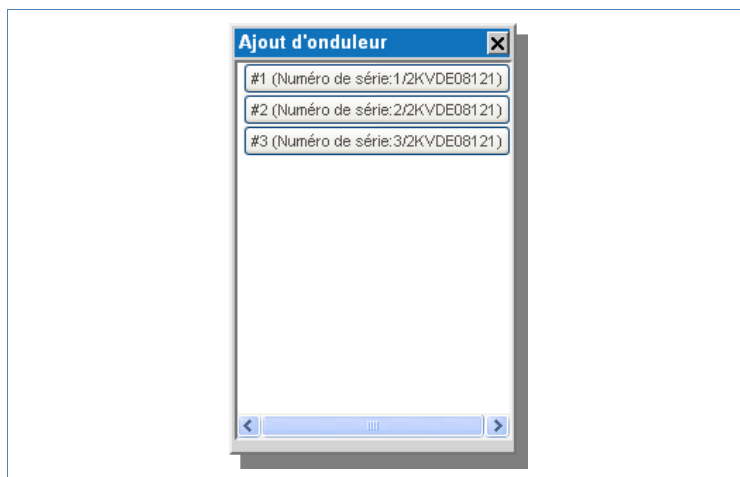 Ajout d'onduleur
#1 (Numéro de série:1/2KVDE08121)
#2 (Numéro de série:2/2KVDE08121)
#3 (Numéro de série:3/2KVDE08121)